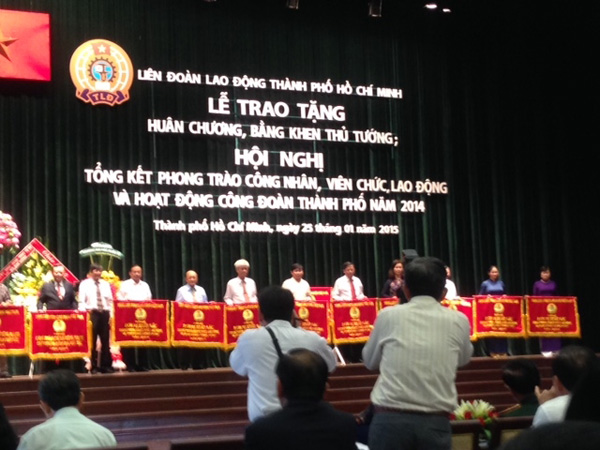 LIÊN ĐOÀN LAO ĐỘNG THÀNH PHỐ HỒ CHÍ MINH
TLĐ
LỄ TRAO TẶNG
HUÂN CHƯƠNG, BẰNG KHEN THỦ TƯỚNG;
HỘI NGHỊ
TỔNG KẾT PHONG TRÀO CÔNG NHÂN, VIÊN CHỨC, LAO ĐỘNG
VÀ HOẠT ĐỘNG CÔNG ĐOÀN THÀNH PHỐ NĂM 2014
Thành phố Hồ Chí Minh, ngày 25 tháng 01 năm 2015